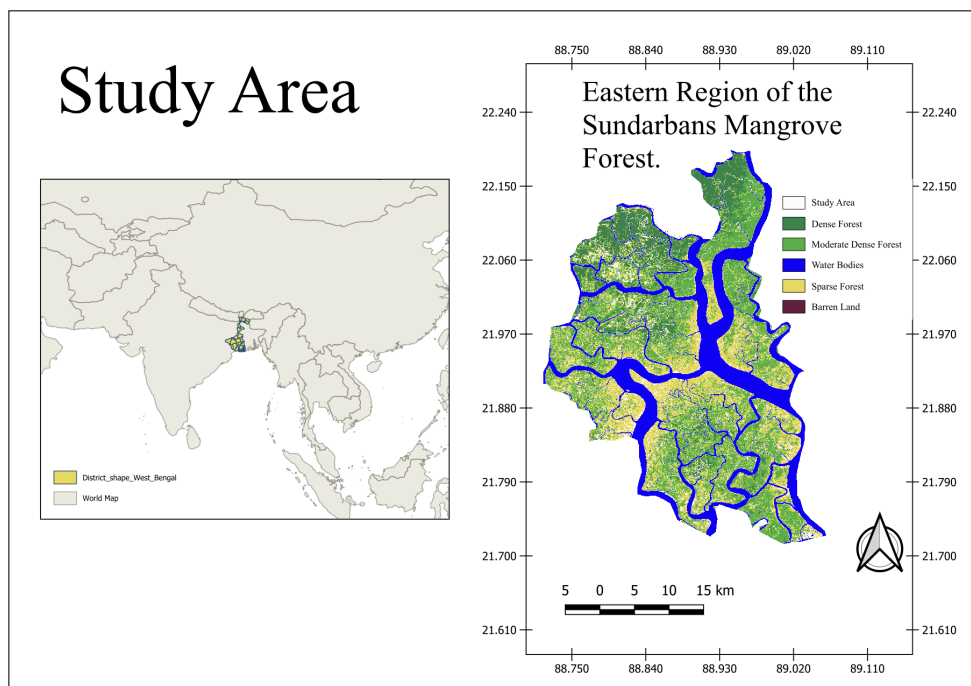 Study Area
District_shape_West_Bengal
World Map
88.750 88.840 88.930 89.020 89.110
Eastern Region of the
Sundarbans Mangrove
Forest.
22.240 22.240
22.150 22.150
22.060 22.060
21.970 21.970
21.880 21.880
21.790 21.790
21.700 21.700
21.610 21.610
Study Area
Dense Forest
Moderate Dense Forest
Water Bodies
Sparse Forest
Barren Land
5 0 5 10 15 km
88.750 88.840 88.930 89.020 89.110